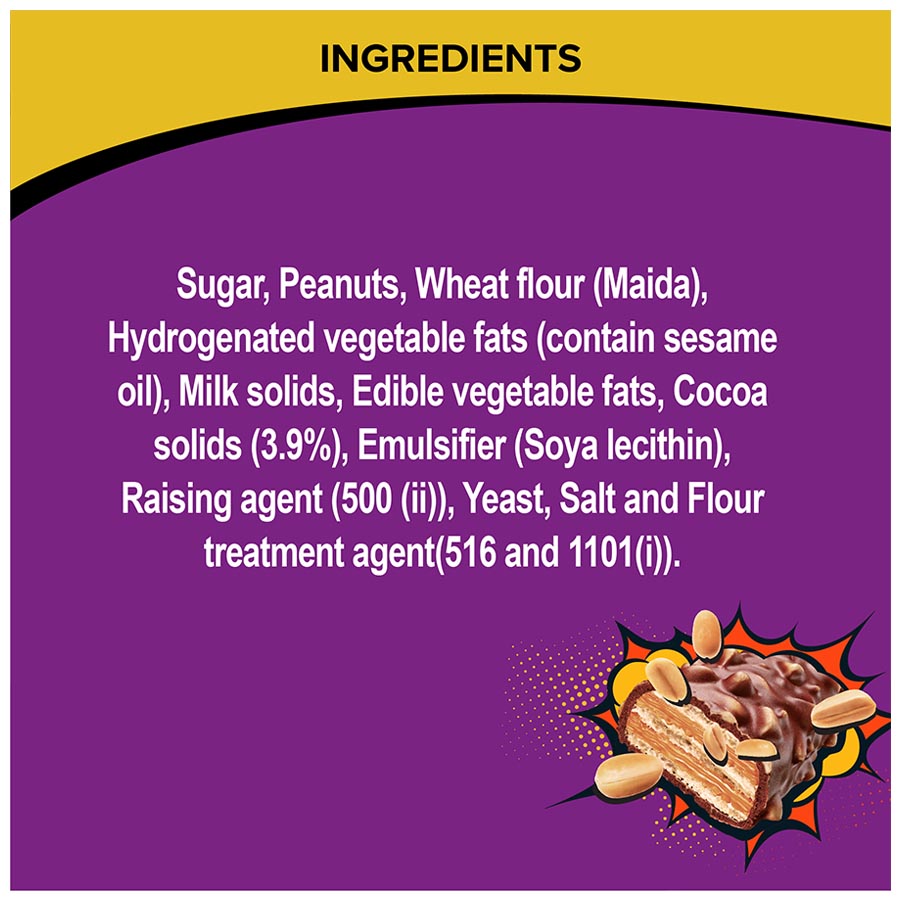 INGREDIENTS
Sugar, Peanuts, Wheat flour (Maida),
Hydrogenated vegetable fats (contain sesame
oil), Milk solids, Edible vegetable fats, Cocoa
solids (3.9%), Emulsifier (Soya lecithin),
Raising agent (500 (ii)), Yeast, Salt and Flour
treatment agent(516 and 1101(i)).